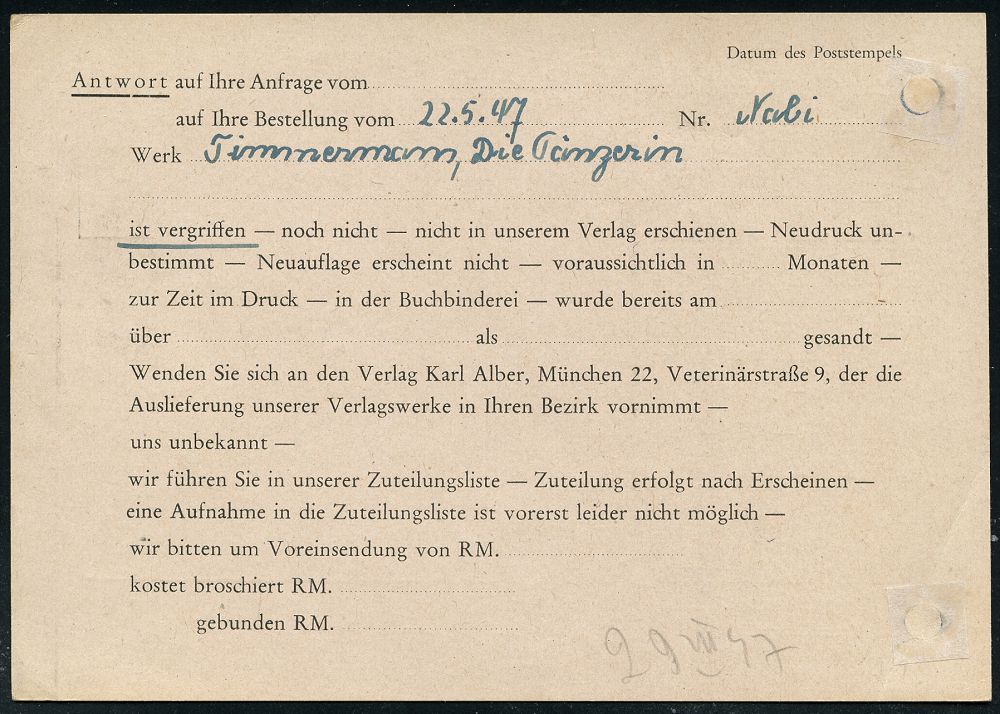 Datum des Poststempels
Antwort auf Ihre Anfrage vom
auf Ihre Bestellung vom 22.5.47 Nr. Nabi
Werk Timmermann, Die Tänzerin
ist vergriffen — noch nicht — nicht in unserem Verlag erschienen — Neudruck un-
bestimmt — Neuauflage erscheint nicht — voraussichtlich in Monaten —
zur Zeit im Druck — in der Buchbinderei — wurde bereits am
über als gesandt —
Wenden Sie sich an den Verlag Karl Alber, München 22, Veterinärstraße 9, der die
Auslieferung unserer Verlagswerke in Ihren Bezirk vornimmt —
uns unbekannt —
wir führen Sie in unserer Zuteilungsliste — Zuteilung erfolgt nach Erscheinen —
eine Aufnahme in die Zuteilungsliste ist vorerst leider nicht möglich —
wir bitten um Voreinsendung von RM.
kostet broschiert RM.
gebunden RM.